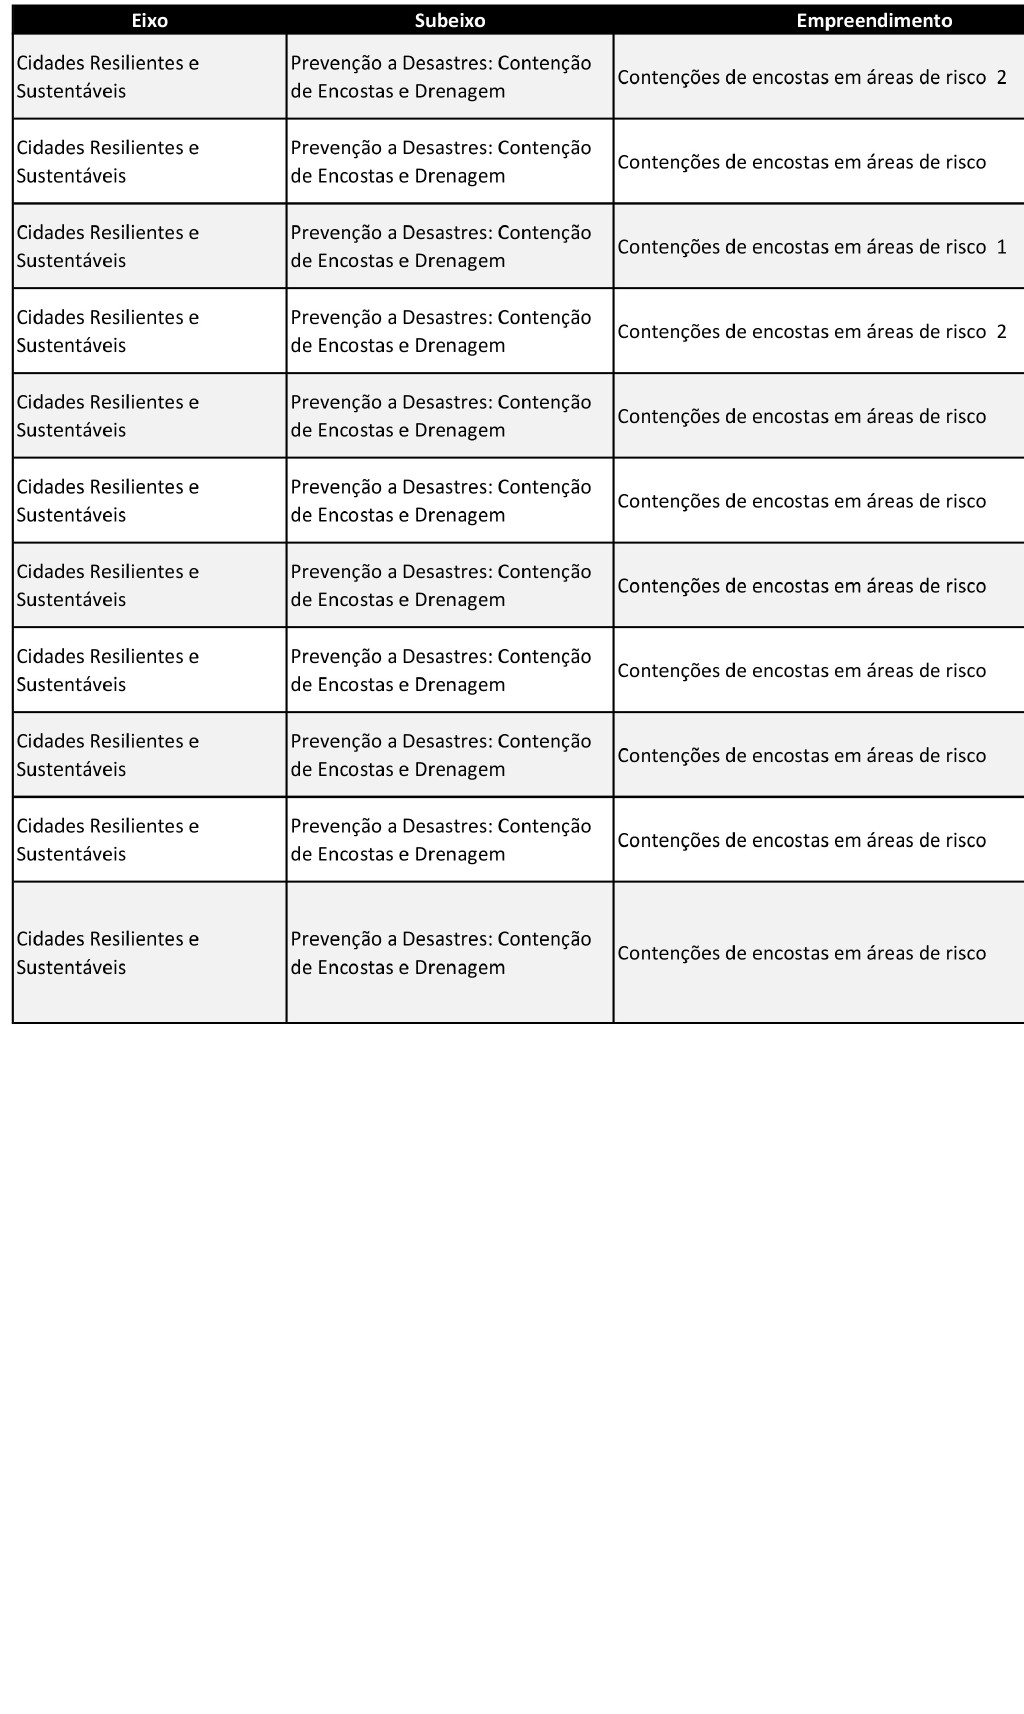 Eixo Subeixo Empreendimento
Cidades Resilientes e Sustentáveis Prevenção a Desastres: Contenção de Encostas e Drenagem Contenções de encostas em áreas de risco  2
Cidades Resilientes e Sustentáveis Prevenção a Desastres: Contenção de Encostas e Drenagem Contenções de encostas em áreas de risco
Cidades Resilientes e Sustentáveis Prevenção a Desastres: Contenção de Encostas e Drenagem Contenções de encostas em áreas de risco  1
Cidades Resilientes e Sustentáveis Prevenção a Desastres: Contenção de Encostas e Drenagem Contenções de encostas em áreas de risco  2
Cidades Resilientes e Sustentáveis Prevenção a Desastres: Contenção de Encostas e Drenagem Contenções de encostas em áreas de risco
Cidades Resilientes e Sustentáveis Prevenção a Desastres: Contenção de Encostas e Drenagem Contenções de encostas em áreas de risco
Cidades Resilientes e Sustentáveis Prevenção a Desastres: Contenção de Encostas e Drenagem Contenções de encostas em áreas de risco
Cidades Resilientes e Sustentáveis Prevenção a Desastres: Contenção de Encostas e Drenagem Contenções de encostas em áreas de risco
Cidades Resilientes e Sustentáveis Prevenção a Desastres: Contenção de Encostas e Drenagem Contenções de encostas em áreas de risco
Cidades Resilientes e Sustentáveis Prevenção a Desastres: Contenção de Encostas e Drenagem Contenções de encostas em áreas de risco
Cidades Resilientes e Sustentáveis Prevenção a Desastres: Contenção de Encostas e Drenagem Contenções de encostas em áreas de risco